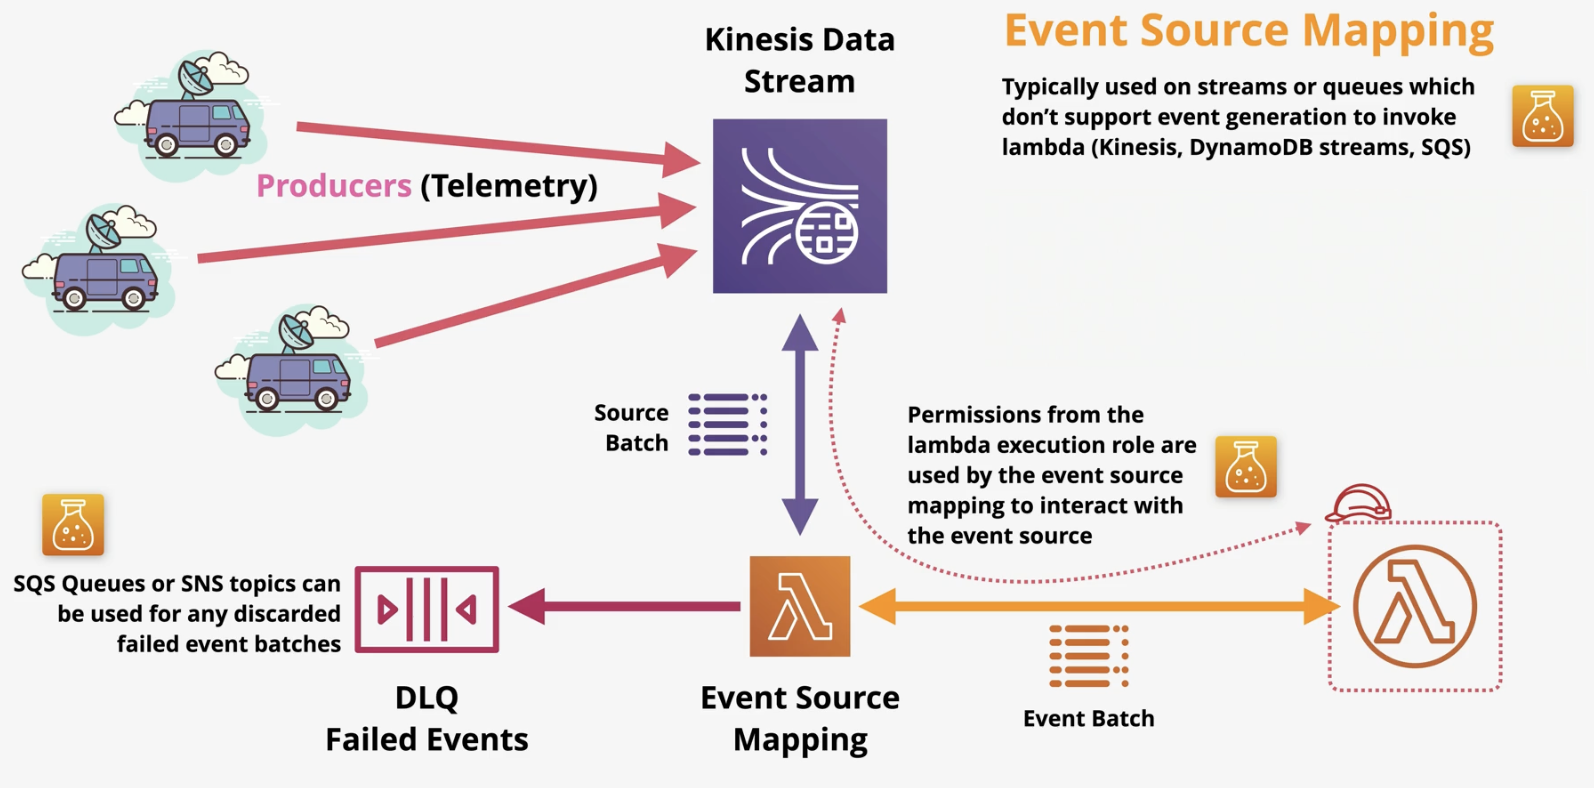 Kinesis Data
Stream
Event Source Mapping
Typically used on streams or queues which
don’t support event generation to invoke
lambda (Kinesis, DynamoDB streams, SQS)
Producers (Telemetry)
Source
Batch
Permissions from the
lambda execution role are
used by the event source
mapping to interact with
the event source
SQS Queues or SNS topics can
be used for any discarded
failed event batches
DLQ
Failed Events
Event Source
Mapping
Event Batch